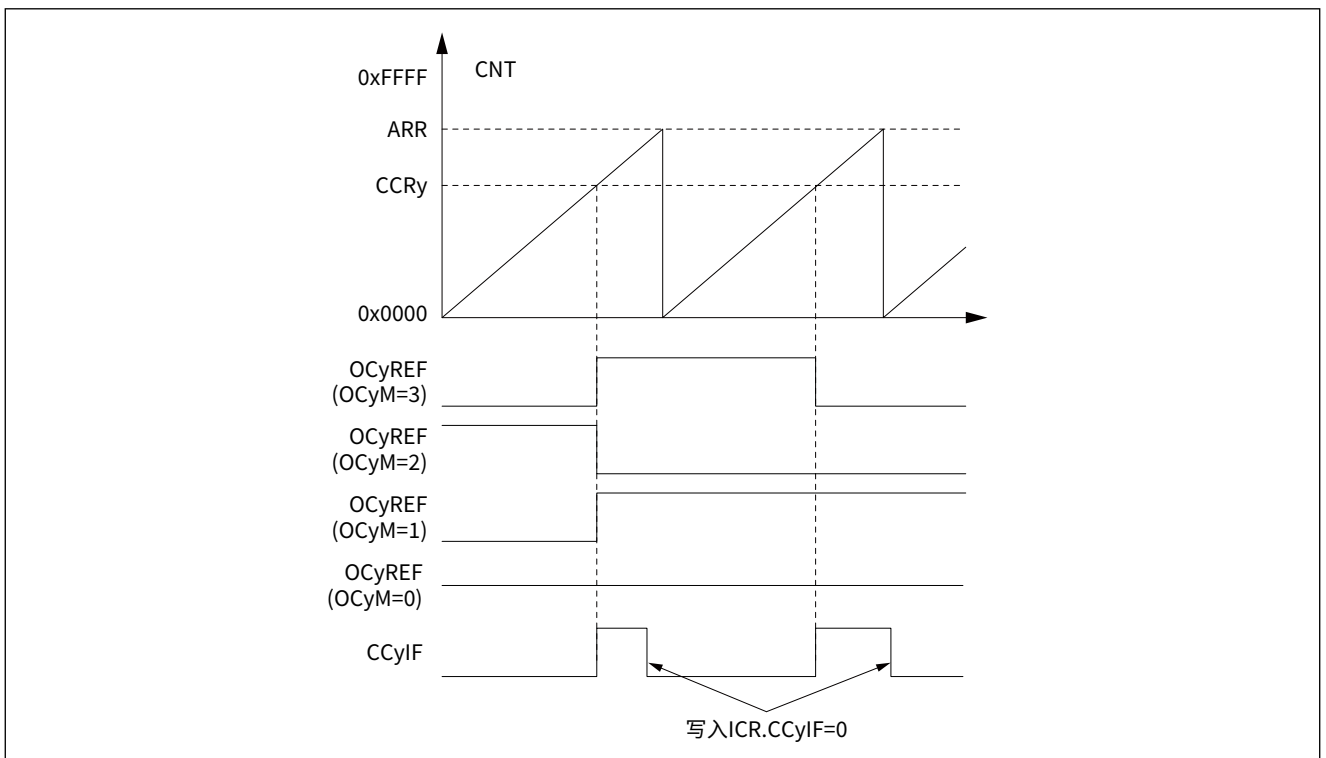 CNT
0xFFFF
ARR
CCRy
0x0000
OCyREF
(OCyM=3)
OCyREF
(OCyM=2)
OCyREF
(OCyM=1)
OCyREF
(OCyM=0)
CCyIF
写入ICR.CCyIF=0